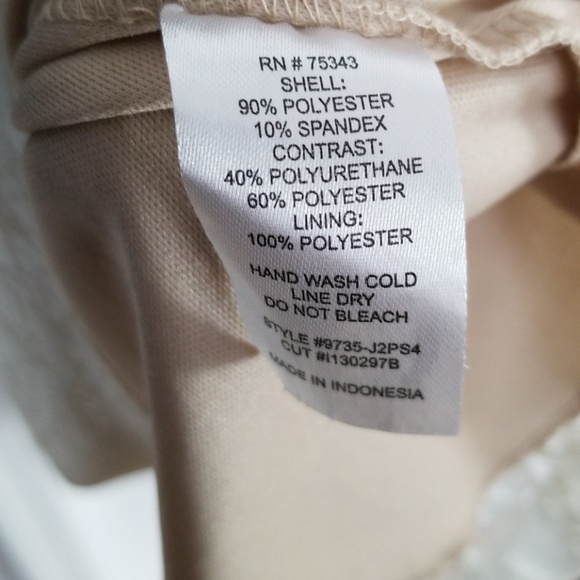 RN # 75343
SHELL:
90% POLYESTER
10% SPANDEX
CONTRAST:
40% POLYURETHANE
60% POLYESTER
LINING:
100% POLYESTER
HAND WASH COLD
LINE DRY
DO NOT BLEACH
STYLE #9735-J2PS4
CUT #I130297B
MADE IN INDONESIA